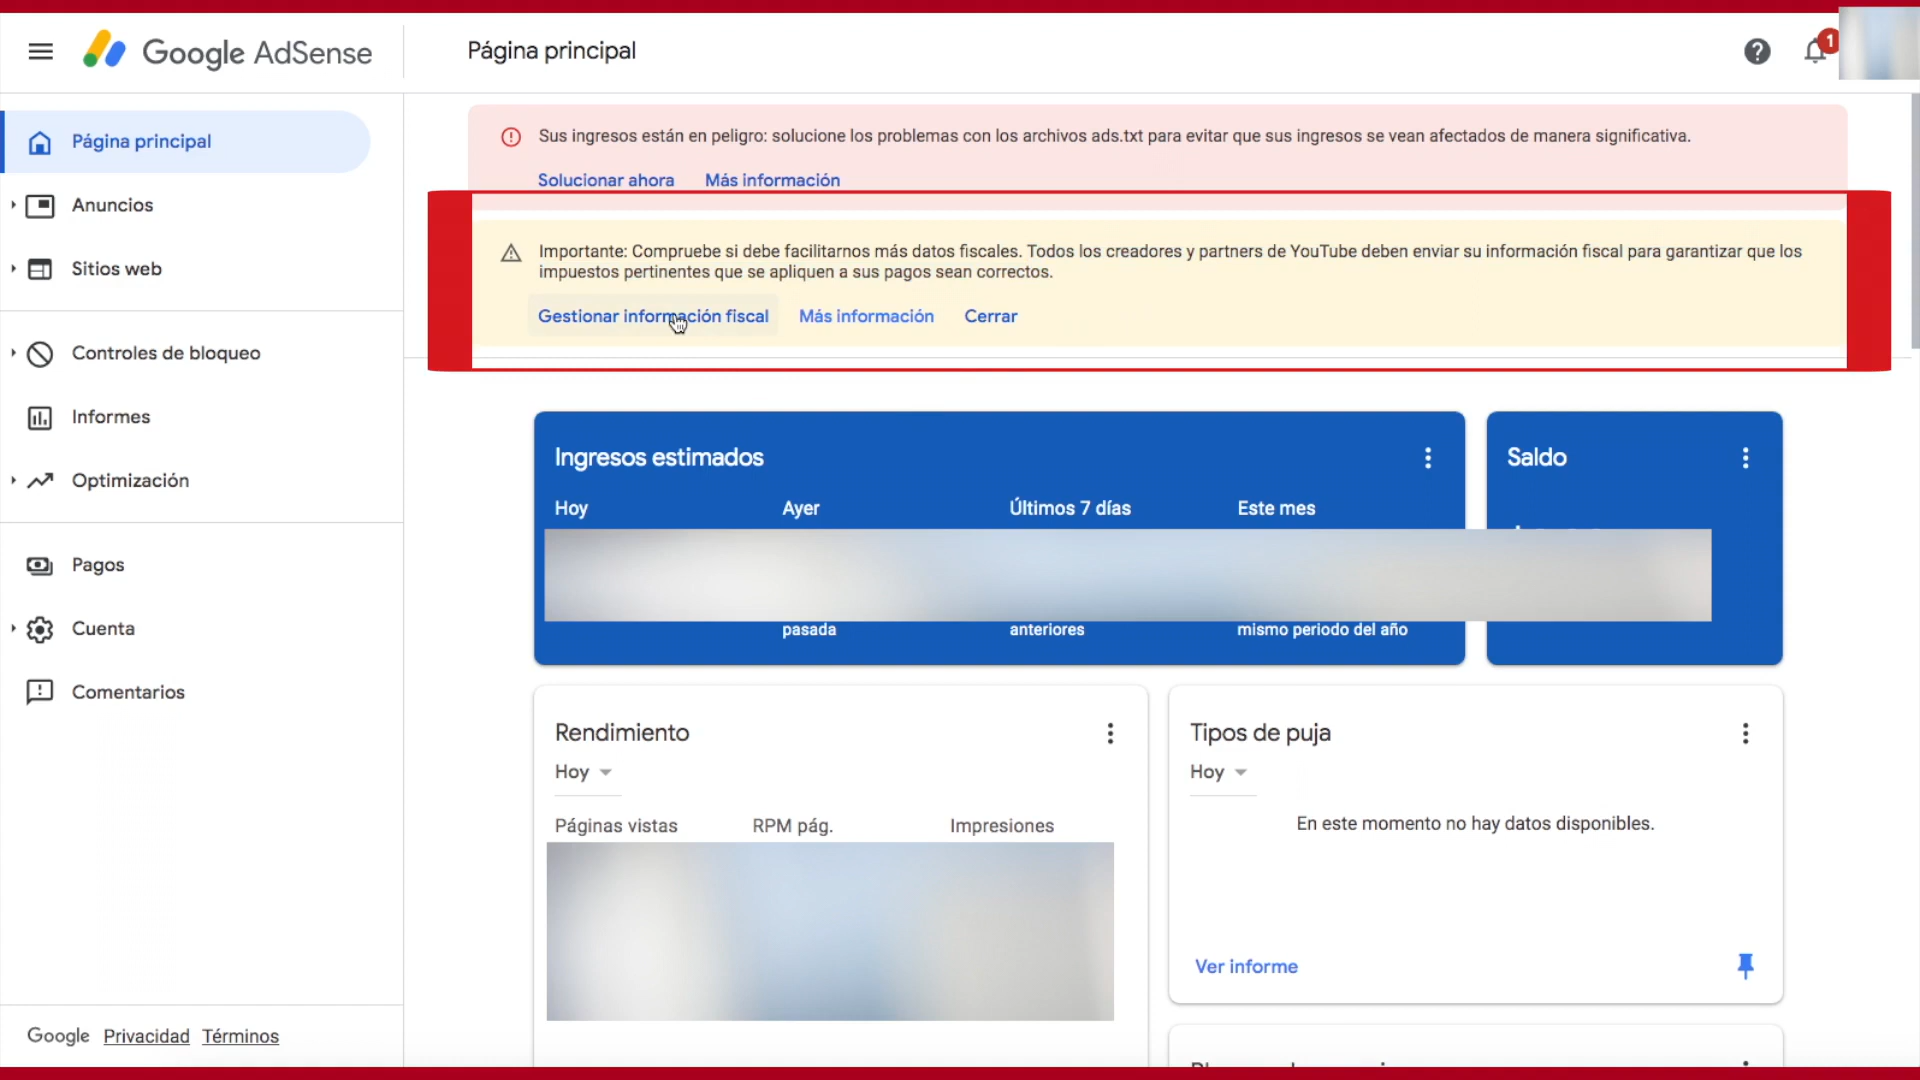 Google AdSense
Página principal
1
Sus ingresos están en peligro: solucione los problemas con los archivos ads.txt para evitar que sus ingresos se vean afectados de manera significativa.
Solucionar ahora Más información
Importante: Compruebe si debe facilitarnos más datos fiscales. Todos los creadores y partners de YouTube deben enviar su información fiscal para garantizar que los
impuestos pertinentes que se apliquen a sus pagos sean correctos.
Gestionar información fiscal Más información Cerrar
Página principal
Anuncios
Sitios web
Controles de bloqueo
Informes
Optimización
Pagos
Cuenta
Comentarios
Google Privacidad Términos
Ingresos estimados
Hoy Ayer Últimos 7 días Este mes
pasada anteriores mismo periodo del año
Saldo
Rendimiento
Hoy
Páginas vistas RPM pág. Impresiones
Tipos de puja
Hoy
En este momento no hay datos disponibles.
Ver informe